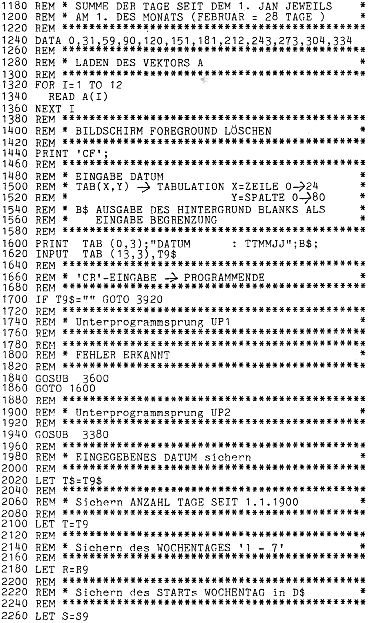 1180 REM * SUMME DER TAGE SEIT DEM 1. JAN JEWEILS *
1200 REM * AM 1. DES MONATS (FEBRUAR = 28 TAGE ) *
1220 REM ****************************************
1240 DATA 0,31,59,90,120,151,181,212,243,273,304,334
1260 REM ****************************************
1280 REM * LADEN DES VEKTORS A *
1300 REM ****************************************
1320 FOR I=1 TO 12
1340 READ A(I)
1360 NEXT I
1380 REM ****************************************
1400 REM * BILDSCHIRM FOREGROUND LÖSCHEN *
1420 REM ****************************************
1440 PRINT 'CF';
1460 REM ****************************************
1480 REM * EINGABE DATUM *
1500 REM * TAB(X,Y) -> TABULATION X=ZEILE 0->24 *
1520 REM * Y=SPALTE 0->80 *
1540 REM * B$ AUSGABE DES HINTERGRUND BLANKS ALS *
1560 REM * EINGABE BEGRENZUNG *
1580 REM ****************************************
1600 PRINT TAB (0,3);"DATUM : TTMMJJ";B$;
1620 INPUT TAB (13,3),T9$
1640 REM ****************************************
1660 REM * 'CR'-EINGABE -> PROGRAMMENDE *
1680 REM ****************************************
1700 IF T9$="" GOTO 3920
1720 REM ****************************************
1740 REM * Unterprogrammsprung UP1 *
1760 REM ****************************************
1780 REM ****************************************
1800 REM * FEHLER ERKANNT *
1820 REM ****************************************
1840 GOSUB 3600
1860 GOTO 1600
1880 REM ****************************************
1900 REM * Unterprogrammsprung UP2 *
1920 REM ****************************************
1940 GOSUB 3380
1960 REM ****************************************
1980 REM * EINGEGEBENES DATUM sichern *
2000 REM ****************************************
2020 LET T$=T9$
2040 REM ****************************************
2060 REM * Sichern ANZAHL TAGE SEIT 1.1.1900 *
2080 REM ****************************************
2100 LET T=T9
2120 REM ****************************************
2140 REM * Sichern des WOCHENTAGES '1 - 7' *
2160 REM ****************************************
2180 LET R=R9
2200 REM ****************************************
2220 REM * Sichern des STARTs WOCHENTAG in D$ *
2240 REM ****************************************
2260 LET S=S9